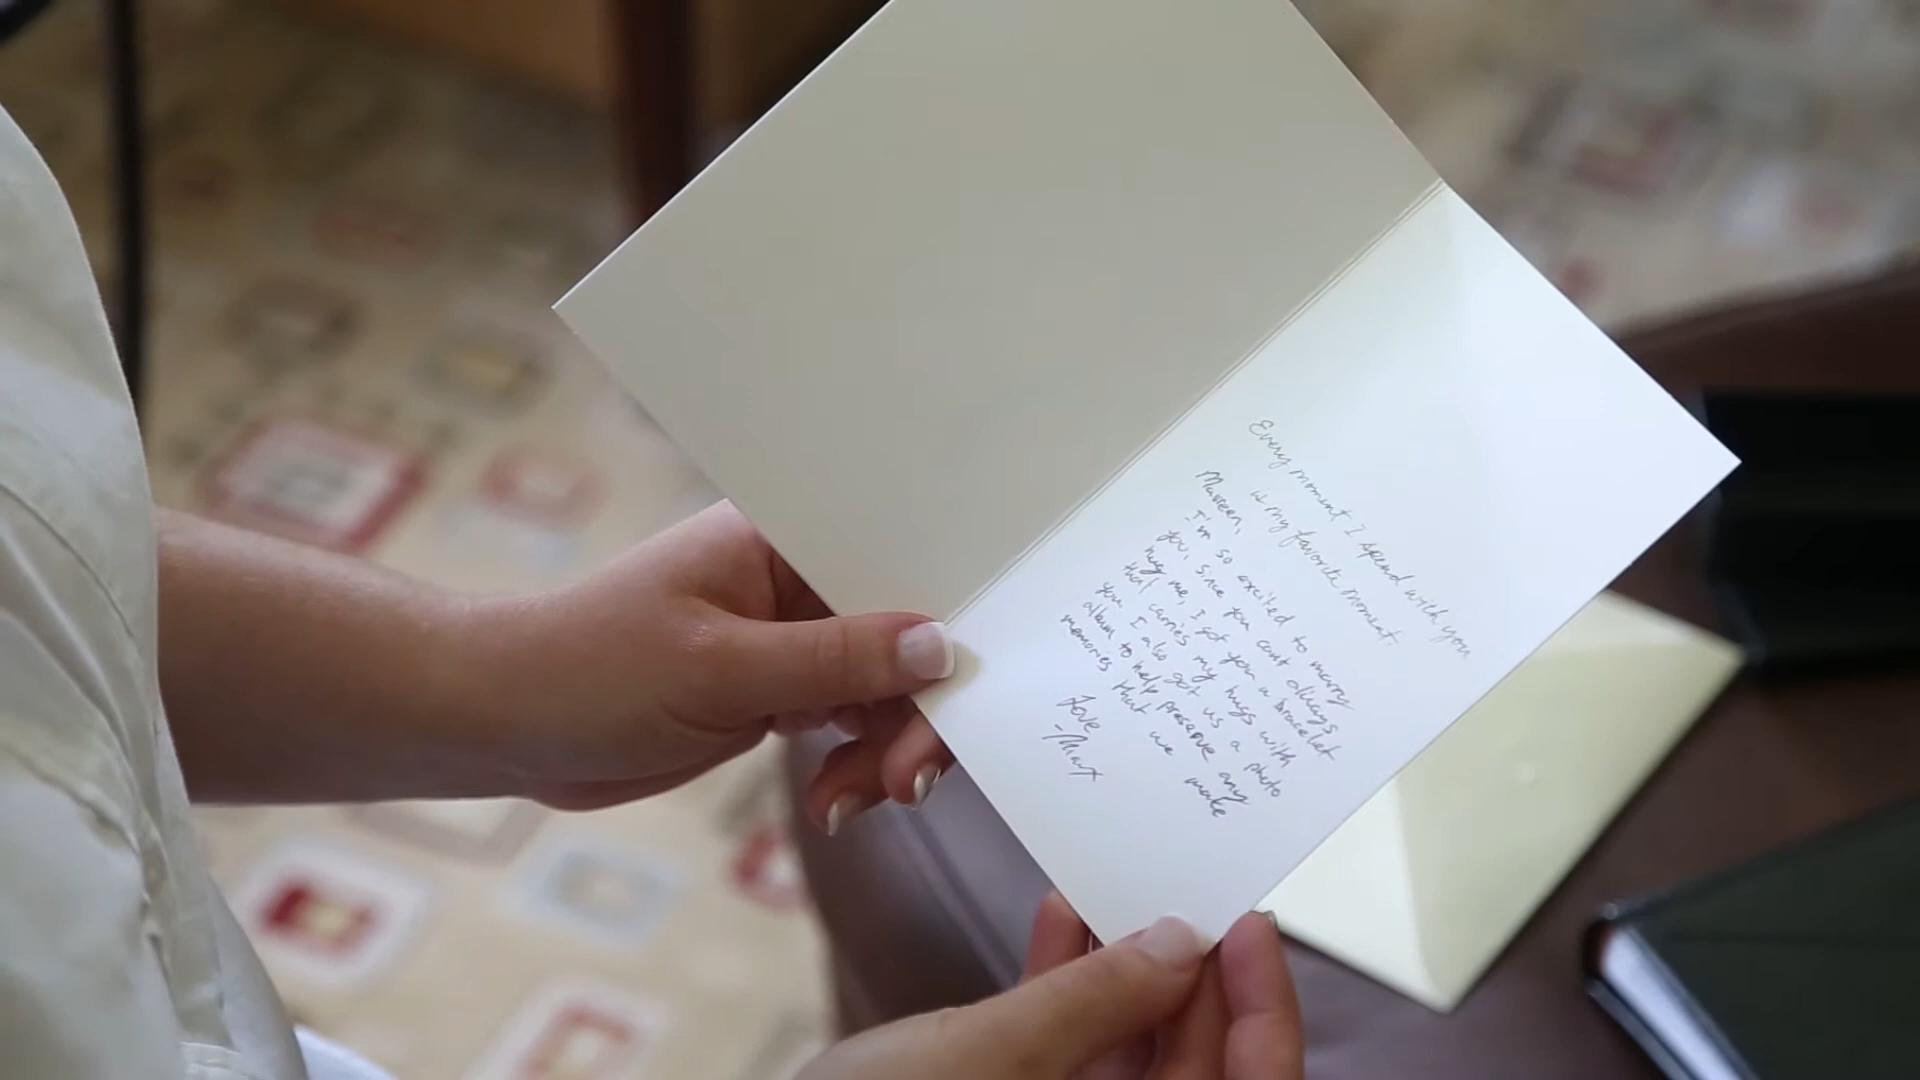 Every moment I spend with you
is my favorite moment.
Maureen,
I'm so excited to marry
you, since you cant always
hug me, I got you a bracelet
that carries my hugs with
you. I also got us a photo
album to help preserve any
memories that we make
Love
-Matt